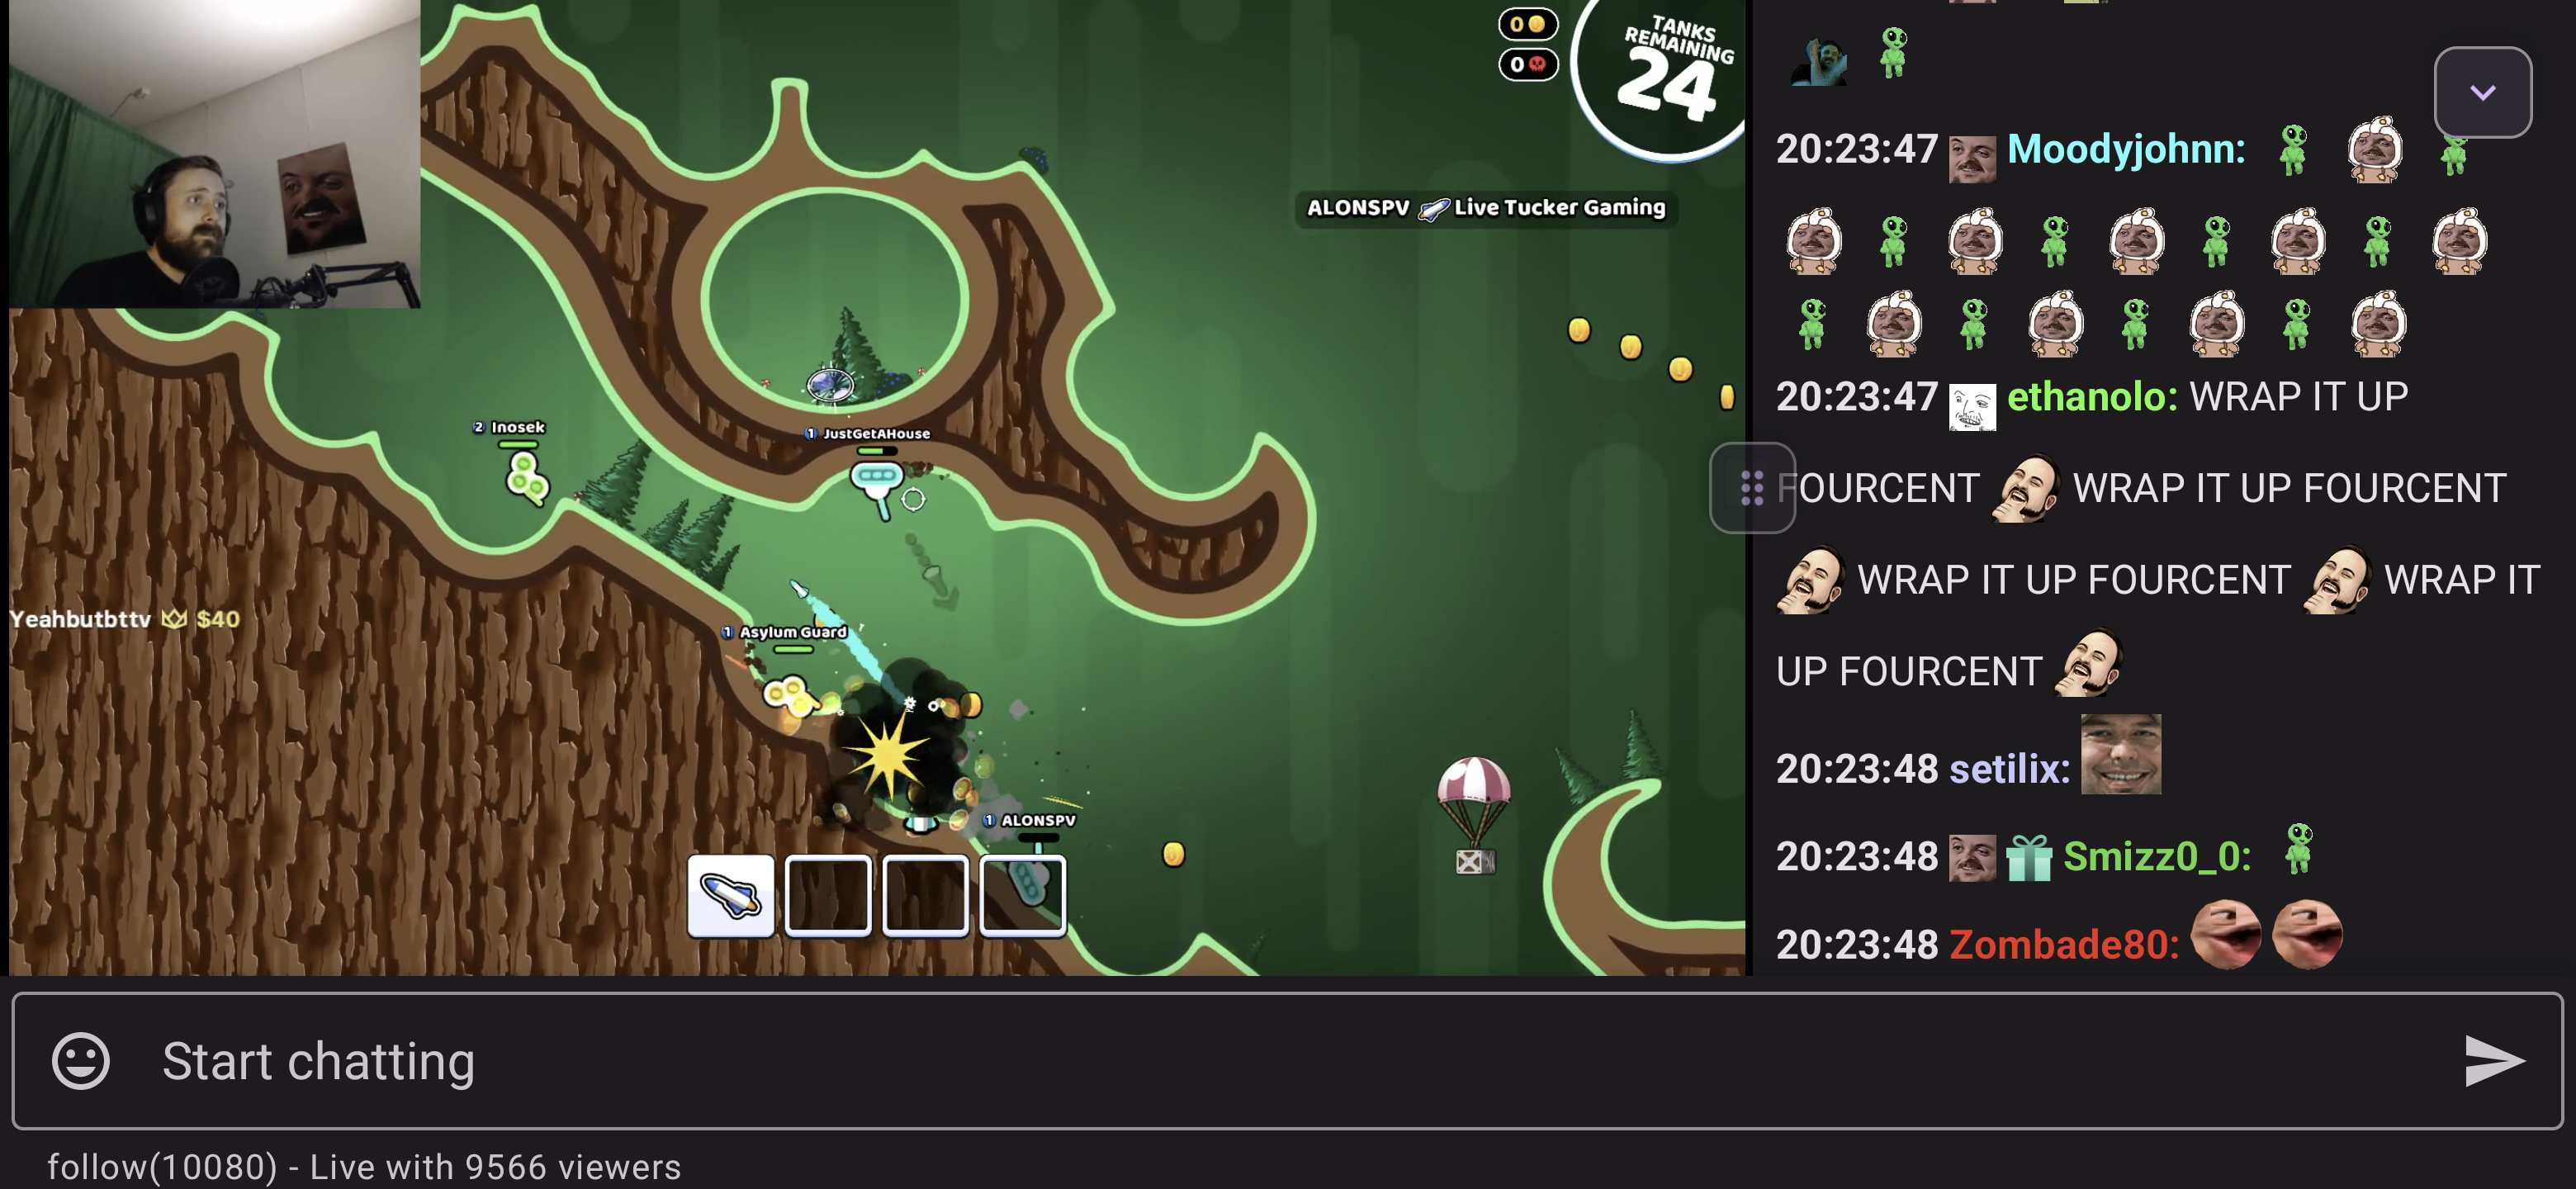 0
0
TANKS
REMAINING
24
ALONSPV Live Tucker Gaming
2 Inosek
1 JustGetAHouse
Yeahbutbttv $40
1 Asylum Guard
1 ALONSPV
20:23:47 Moodyjohnn:
20:23:47 ethanolo: WRAP IT UP
FOURCENT WRAP IT UP FOURCENT
WRAP IT UP FOURCENT WRAP IT
UP FOURCENT
20:23:48 setilix:
20:23:48 Smizz0_0:
20:23:48 Zombade80:
Start chatting
follow(10080) - Live with 9566 viewers